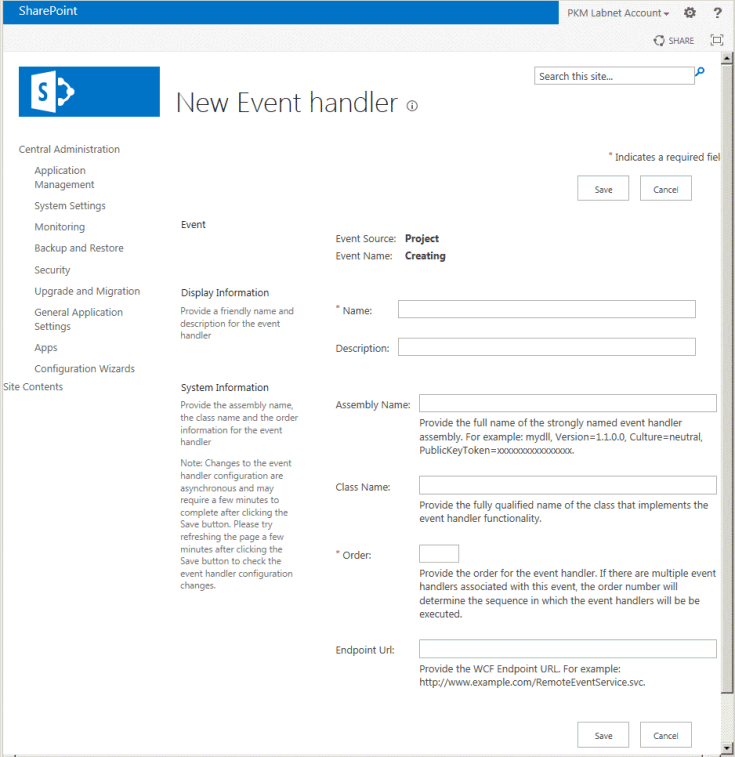 SharePoint
PKM Labnet Account
?
SHARE
S
Search this site...
New Event handler
Central Administration
Application
Management
System Settings
Monitoring
Backup and Restore
Security
Upgrade and Migration
General Application
Settings
Apps
Configuration Wizards
Site Contents
* Indicates a required fiel
Save Cancel
Event
Event Source: Project
Event Name: Creating
Display Information
Provide a friendly name and
description for the event
handler
* Name:
Description:
System Information
Provide the assembly name,
the class name and the order
information for the event
handler
Note: Changes to the event
handler configuration are
asynchronous and may
require a few minutes to
complete after clicking the
Save button. Please try
refreshing the page a few
minutes after clicking the
Save button to check the
event handler configuration
changes.
Assembly Name:
Provide the full name of the strongly named event handler
assembly. For example: mydll, Version=1.1.0.0, Culture=neutral,
PublicKeyToken=xxxxxxxxxxxxxxxx.
Class Name:
Provide the fully qualified name of the class that implements the
event handler functionality.
* Order:
Provide the order for the event handler. If there are multiple event
handlers associated with this event, the order number will
determine the sequence in which the event handlers will be be
executed.
Endpoint Url:
Provide the WCF Endpoint URL. For example:
http://www.example.com/RemoteEventService.svc.
Save Cancel